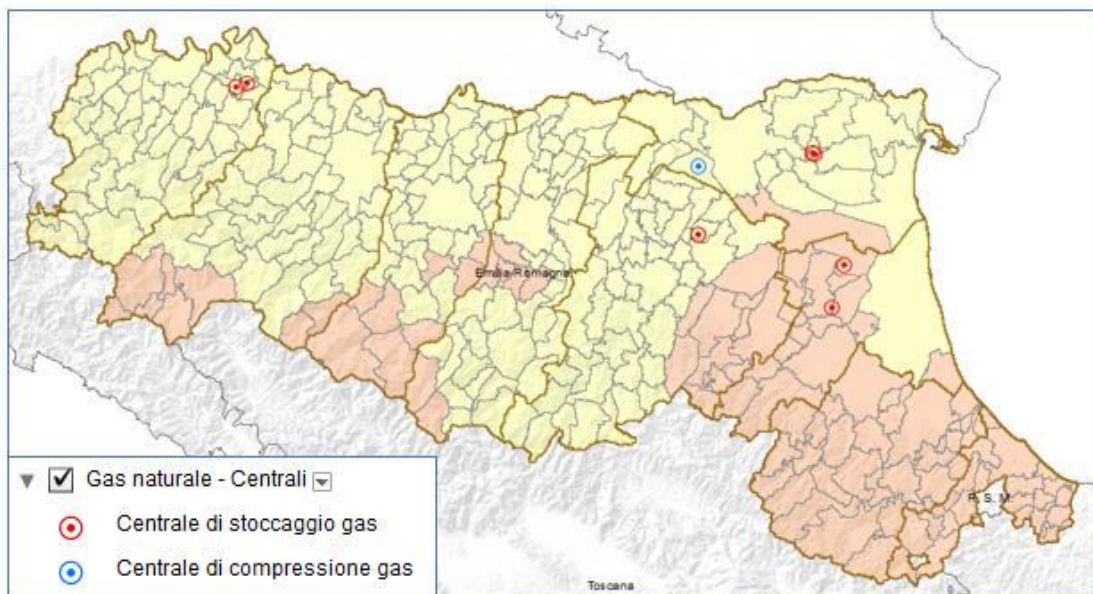 Emilia-Romagna
R. S. M.
Gas naturale - Centrali
Centrale di stoccaggio gas
Centrale di compressione gas
Toscana